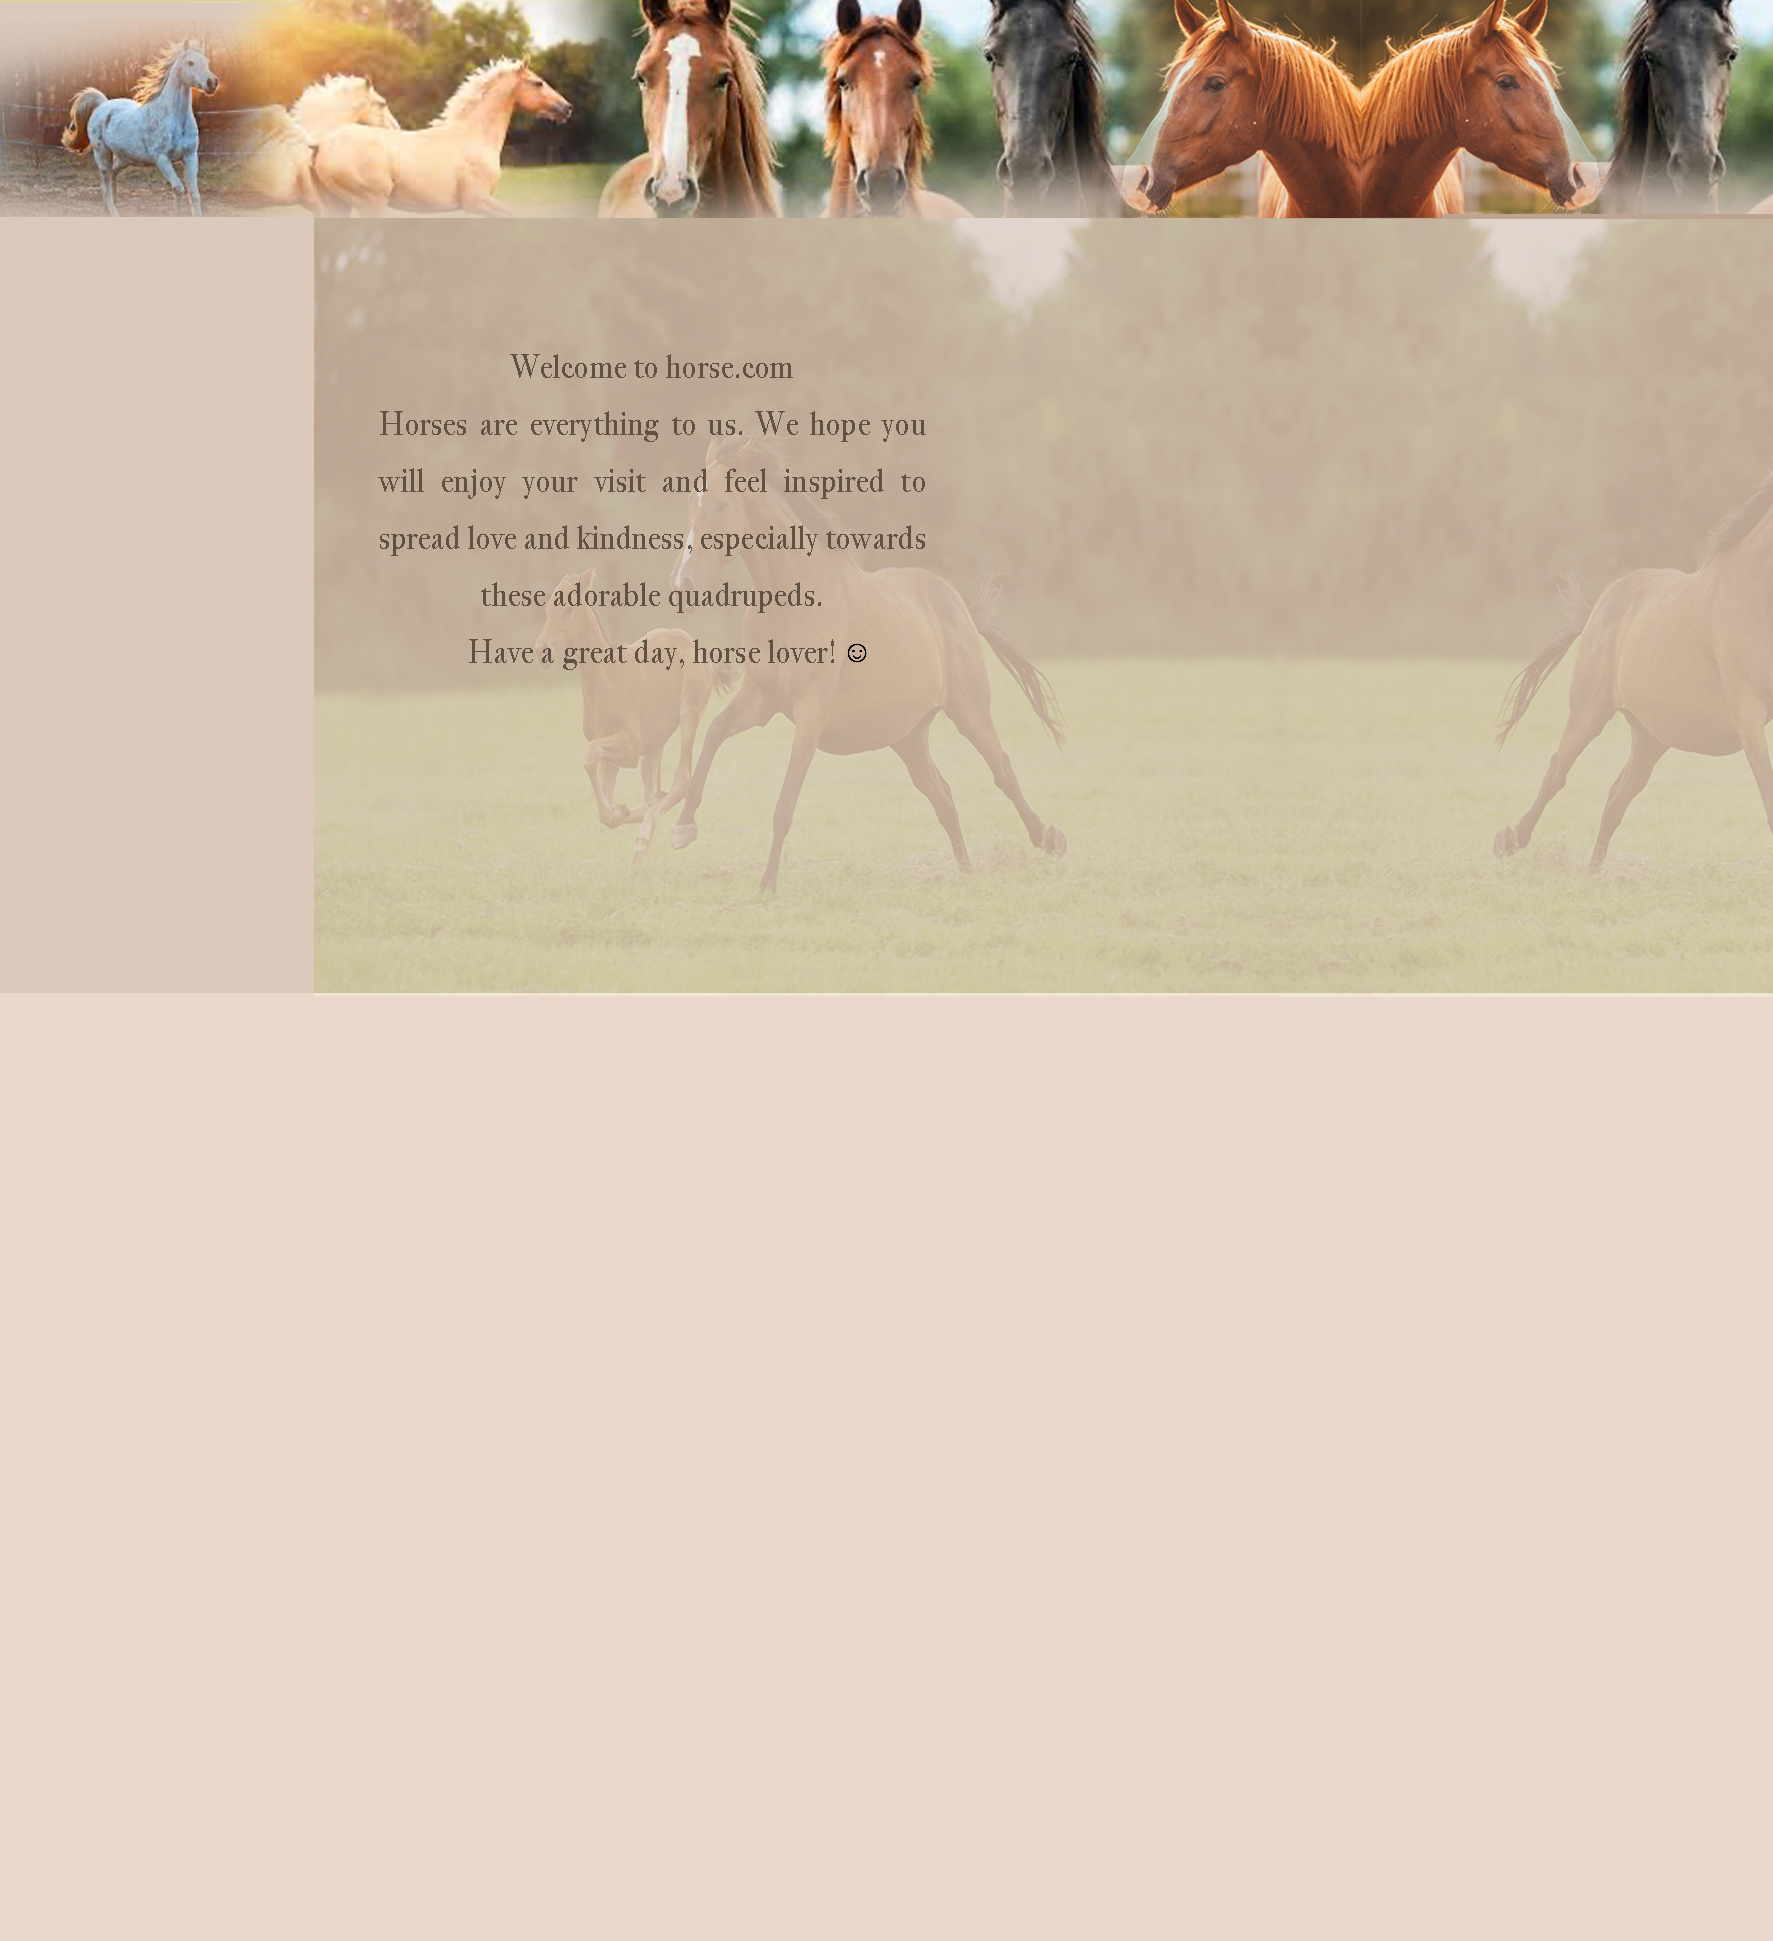 Welcome to horse.com
Horses are everything to us. We hope you
will enjoy your visit and feel inspired to
spread love and kindness, especially towards
these adorable quadrupeds.
Have a great day, horse lover! ☺